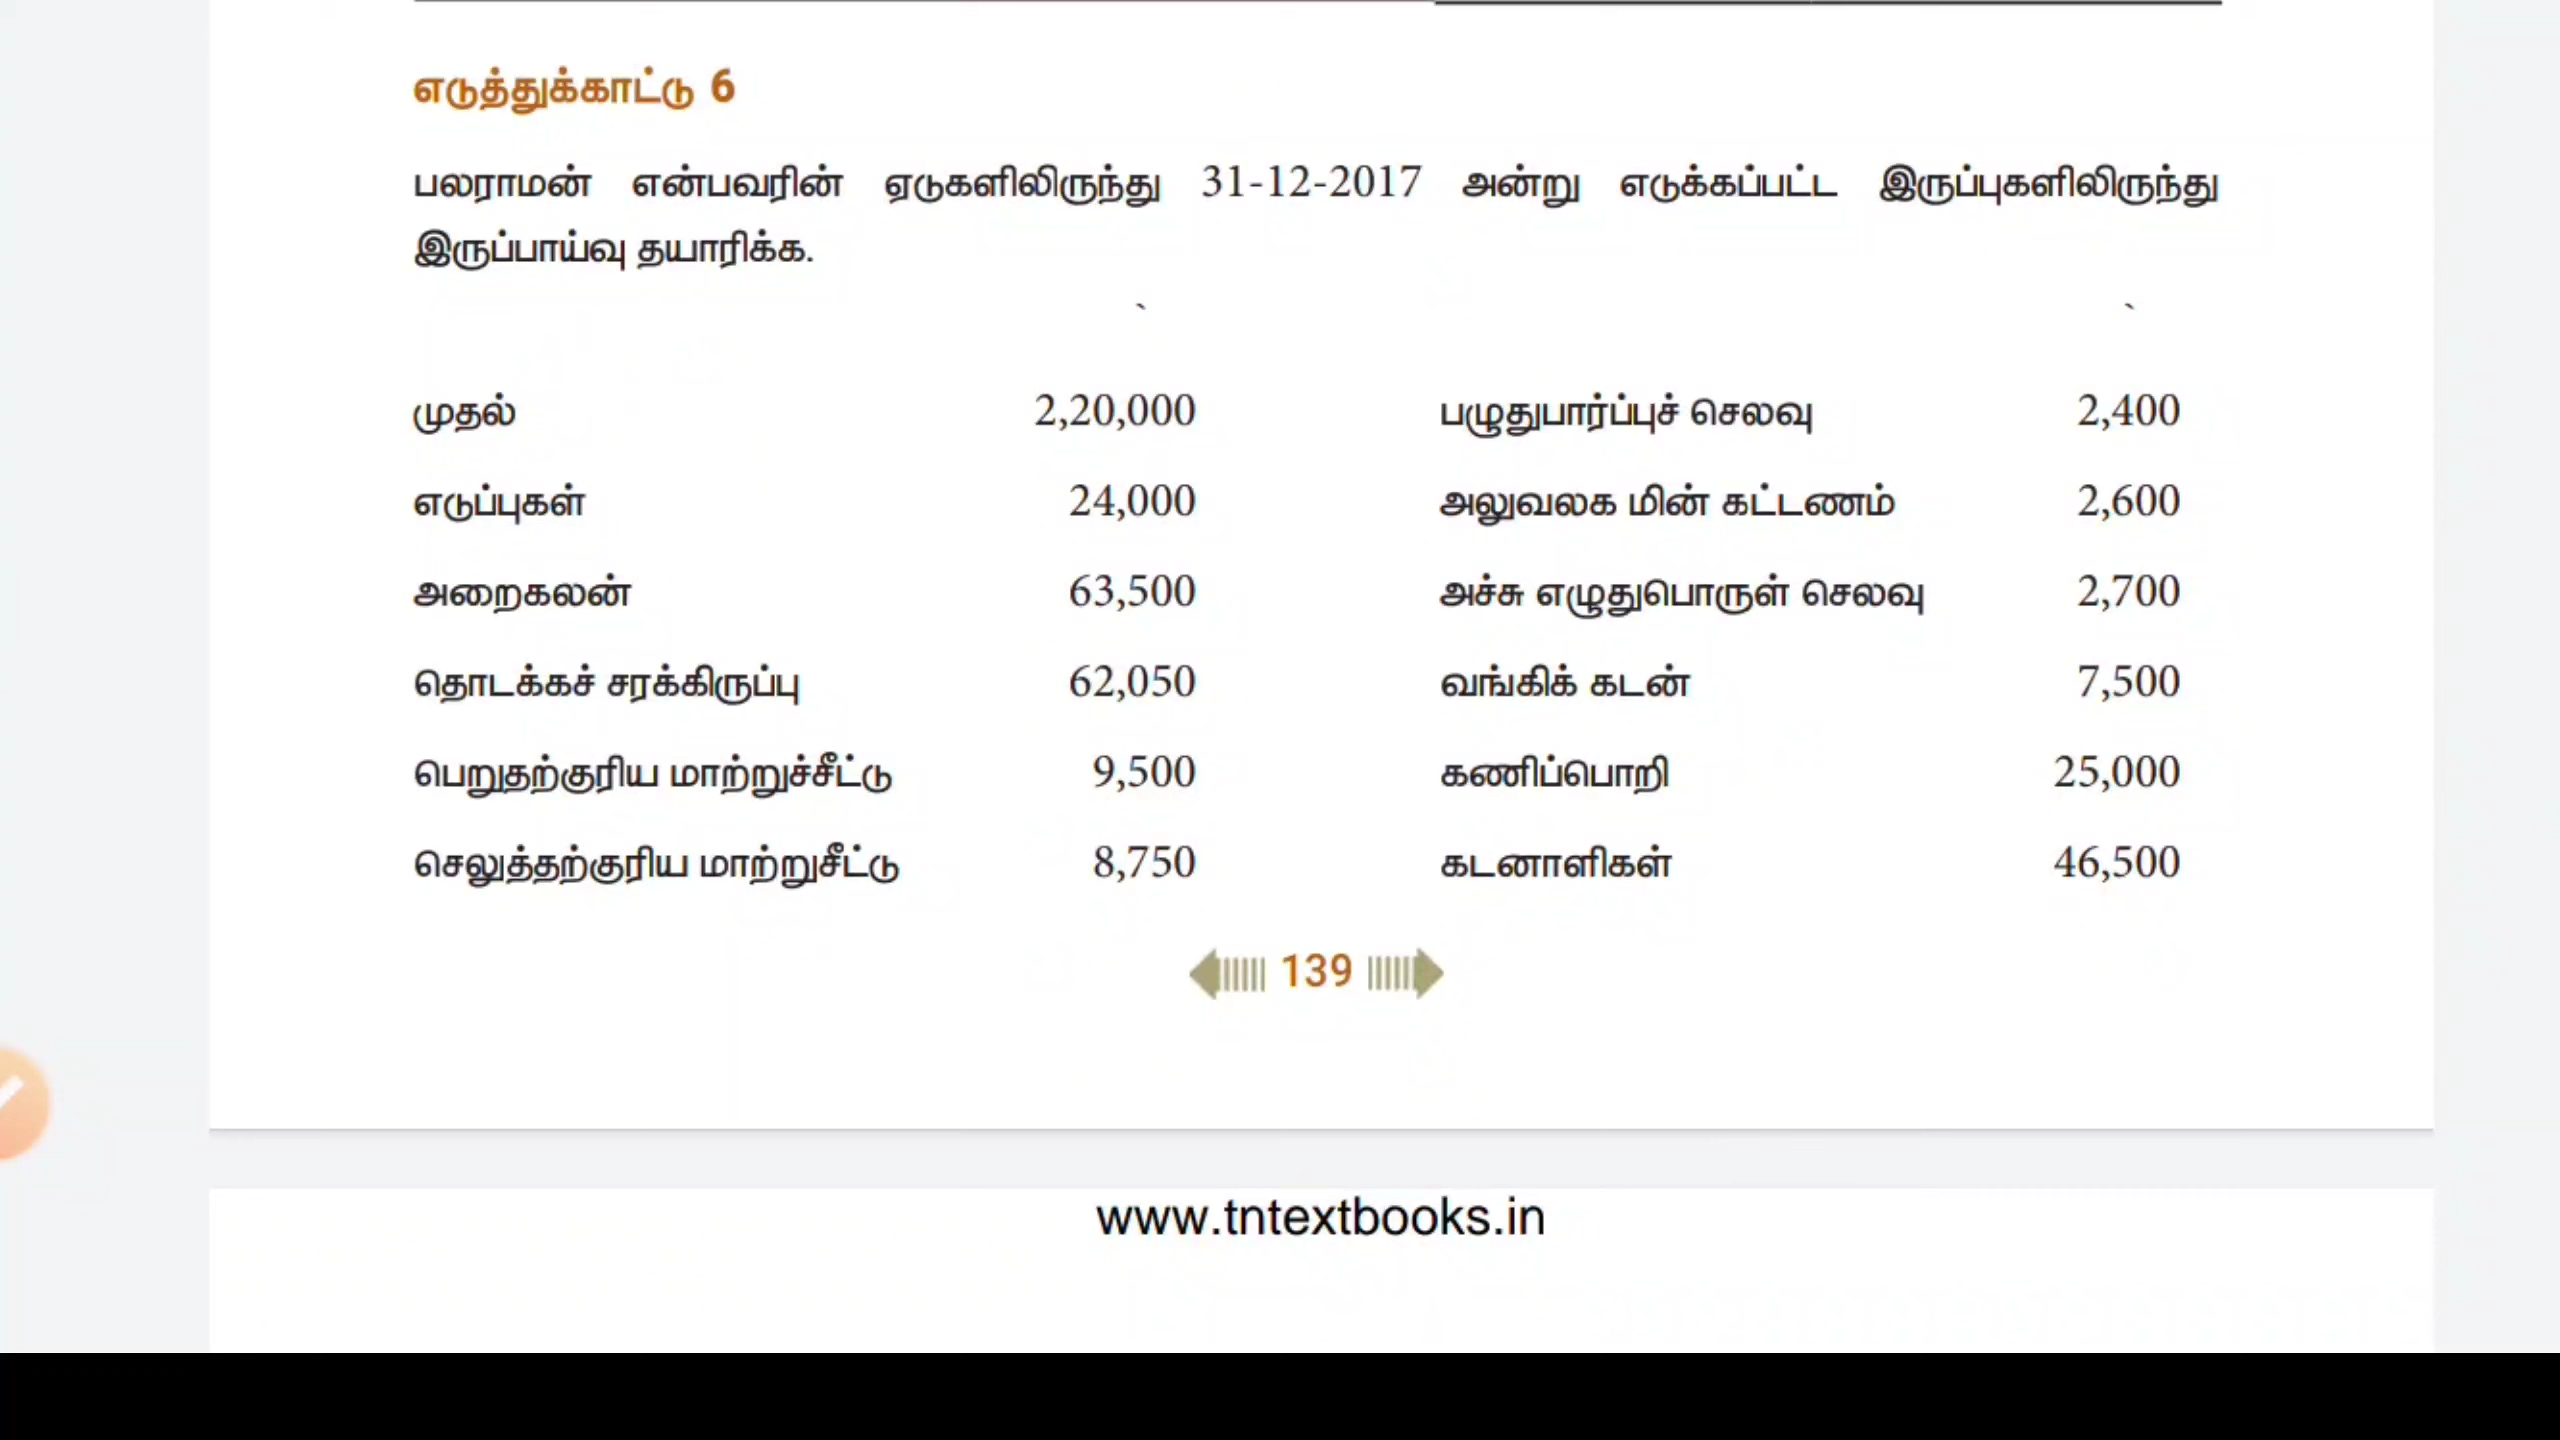 எடுத்துக்காட்டு 6
பலராமன் என்பவரின் ஏடுகளிலிருந்து 31-12-2017 அன்று எடுக்கப்பட்ட இருப்புகளிலிருந்து
இருப்பாய்வு தயாரிக்க.
` `
முதல் 2,20,000 பழுதுபார்ப்புச் செலவு 2,400
எடுப்புகள் 24,000 அலுவலக மின் கட்டணம் 2,600
அறைகலன் 63,500 அச்சு எழுதுபொருள் செலவு 2,700
தொடக்கச் சரக்கிருப்பு 62,050 வங்கிக் கடன் 7,500
பெறுதற்குரிய மாற்றுச்சீட்டு 9,500 கணிப்பொறி 25,000
செலுத்தற்குரிய மாற்றுசீட்டு 8,750 கடனாளிகள் 46,500
139
www.tntextbooks.in